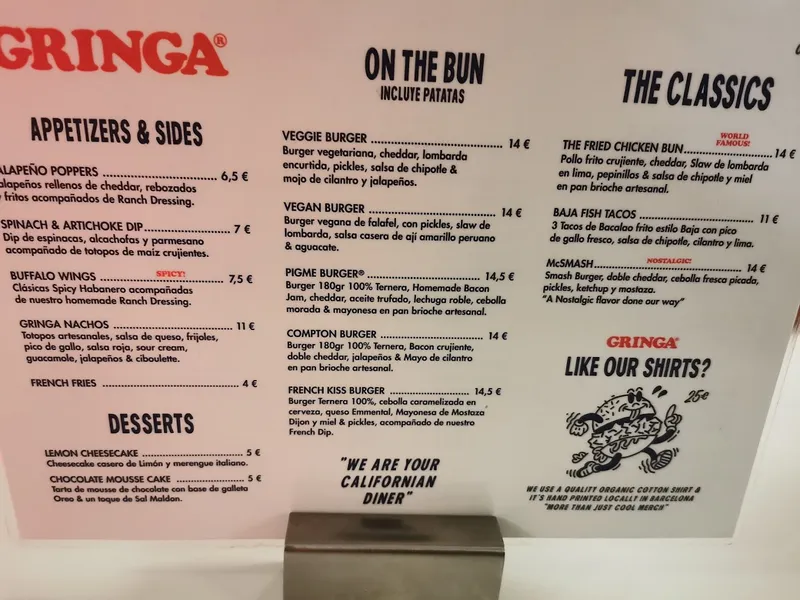 GRINGA®
APPETIZERS & SIDES
JALAPEÑO POPPERS 6,5 €
Jalapeños rellenos de cheddar, rebozados
y fritos acompañados de Ranch Dressing.
SPINACH & ARTICHOKE DIP 7 €
Dip de espinacas, alcachofas y parmesano
acompañado de totopos de maíz crujientes.
SPICY!
BUFFALO WINGS 7,5 €
Clásicas Spicy Habanero acompañadas
de nuestro homemade Ranch Dressing.
GRINGA NACHOS 11 €
Totopos artesanales, salsa de queso, frijoles,
pico de gallo, salsa roja, sour cream,
guacamole, jalapeños & ciboulette.
FRENCH FRIES 4 €
DESSERTS
LEMON CHEESECAKE 5 €
Cheesecake casero de Limón y merengue italiano.
CHOCOLATE MOUSSE CAKE 5 €
Tarta de mousse de chocolate con base de galleta
Oreo & un toque de Sal Maldon.
ON THE BUN
INCLUYE PATATAS
VEGGIE BURGER 14 €
Burger vegetariana, cheddar, lombarda
encurtida, pickles, salsa de chipotle &
mojo de cilantro y jalapeños.
VEGAN BURGER 14 €
Burger vegana de falafel, con pickles, slaw de
lombarda, salsa casera de ají amarillo peruano
& aguacate.
PIGME BURGER® 14,5 €
Burger 180gr 100% Ternera, Homemade Bacon
Jam, cheddar, aceite trufado, lechuga roble, cebolla
morada & mayonesa en pan brioche artesanal.
COMPTON BURGER 14 €
Burger 180gr 100% Ternera, Bacon crujiente,
doble cheddar, jalapeños & Mayo de cilantro
en pan brioche artesanal.
FRENCH KISS BURGER 14,5 €
Burger Ternera 100%, cebolla caramelizada en
cerveza, queso Emmental, Mayonesa de Mostaza
Dijon y miel & pickles, acompañado de nuestro
French Dip.
"WE ARE YOUR
CALIFORNIAN
DINER"
THE CLASSICS
WORLD
FAMOUS!
THE FRIED CHICKEN BUN 14 €
Pollo frito crujiente, cheddar, Slaw de lombarda
en lima, pepinillos & salsa de chipotle y miel
en pan brioche artesanal.
BAJA FISH TACOS 11 €
3 Tacos de Bacalao frito estilo Baja con pico
de gallo fresco, salsa de chipotle, cilantro y lima.
NOSTALGIC!
McSMASH 14 €
Smash Burger, doble cheddar, cebolla fresca picada,
pickles, ketchup y mostaza.
"A Nostalgic flavor done our way"
GRINGA®
LIKE OUR SHIRTS?
25€
WE USE A QUALITY ORGANIC COTTON SHIRT &
IT'S HAND PRINTED LOCALLY IN BARCELONA
"MORE THAN JUST COOL MERCH"